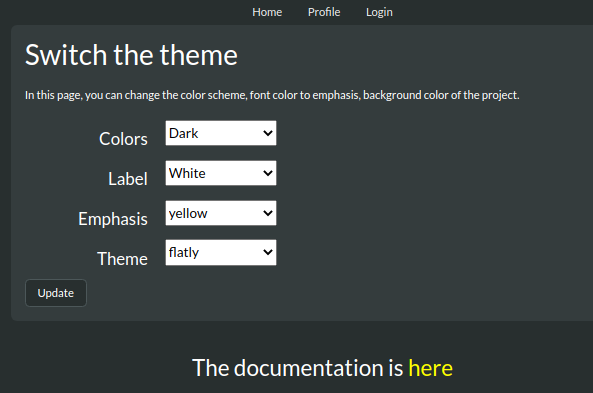 Home Profile Login
Switch the theme
In this page, you can change the color scheme, font color to emphasis, background color of the project.
Colors Dark
Label White
Emphasis yellow
Theme flatly
Update
The documentation is here